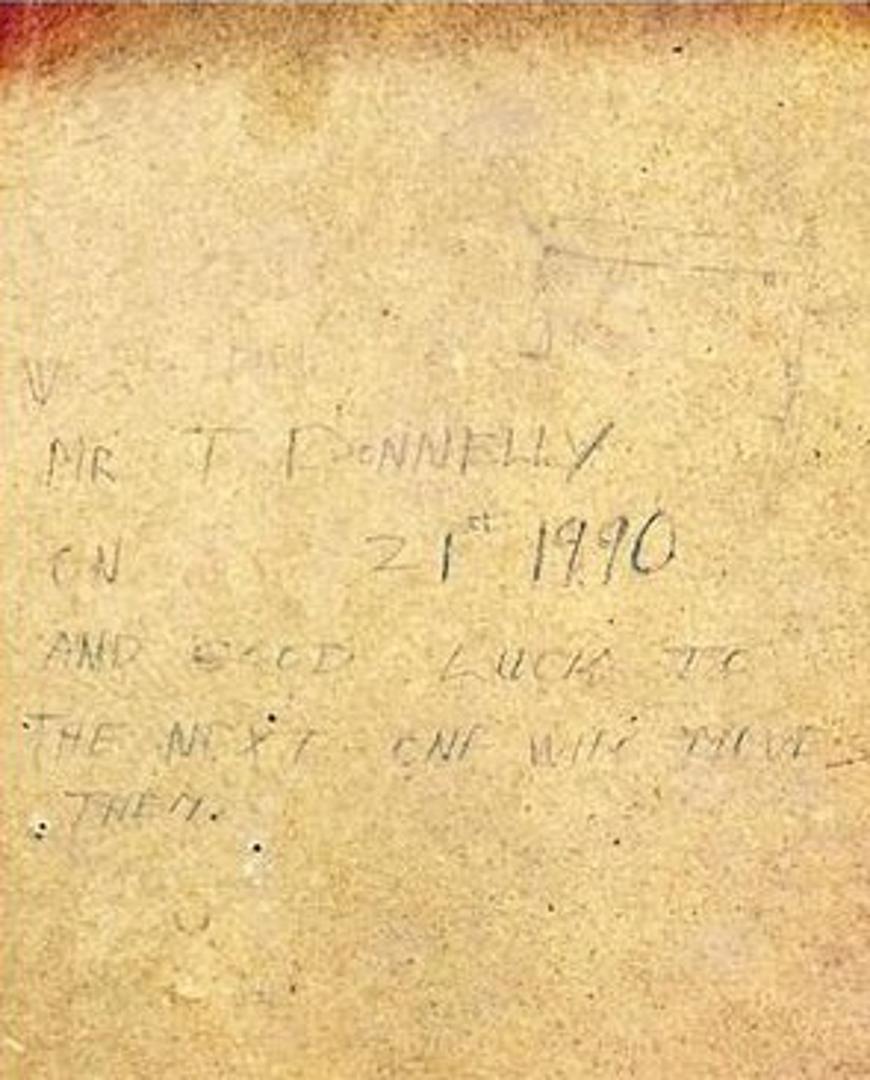 MR T DONNELLY
ON 21st 1990
AND GOOD LUCK TO
THE NEXT ONE WHO MOVE
THEM.